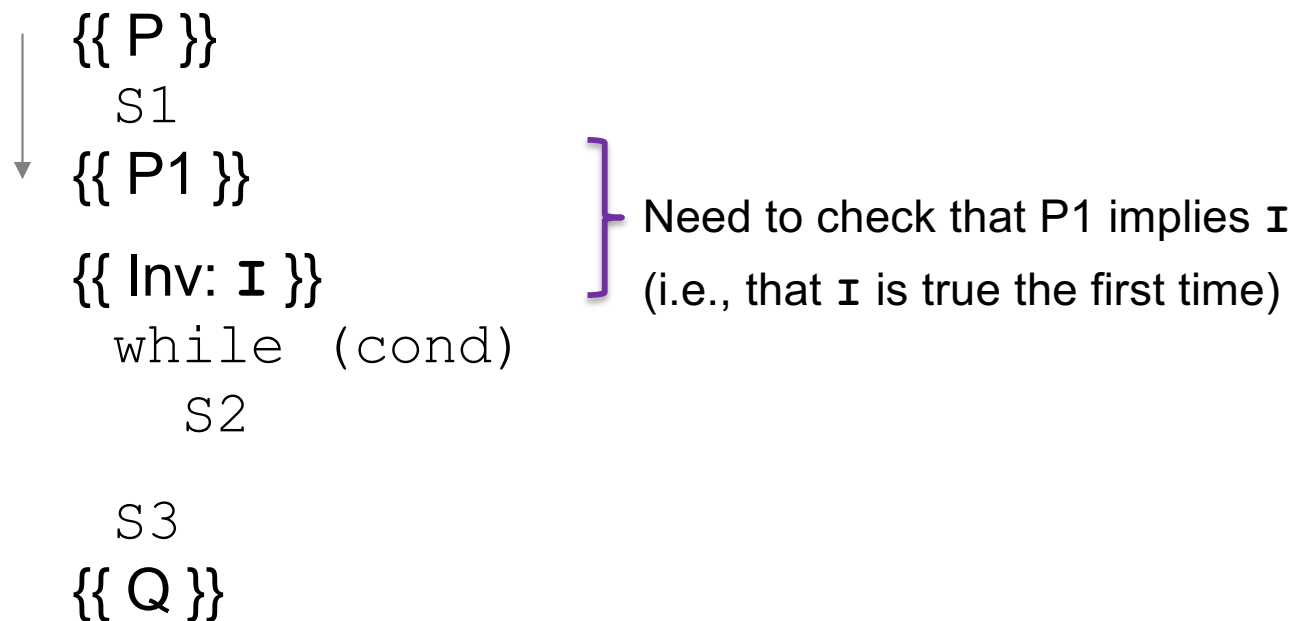 {{ P }}
S1
{{ P1 }}
Need to check that P1 implies I
{{ Inv: I }}
(i.e., that I is true the first time)
while (cond)
S2
S3
{{ Q }}